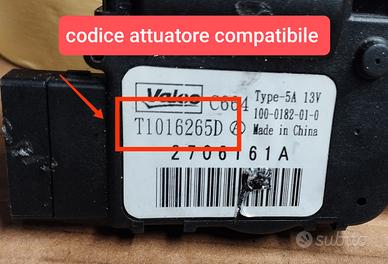 codice attuatore compatibile
Valeo C664
Type-5A 13V
T1016265D
100-0182-01-0
A Made in China
2706161A
subito